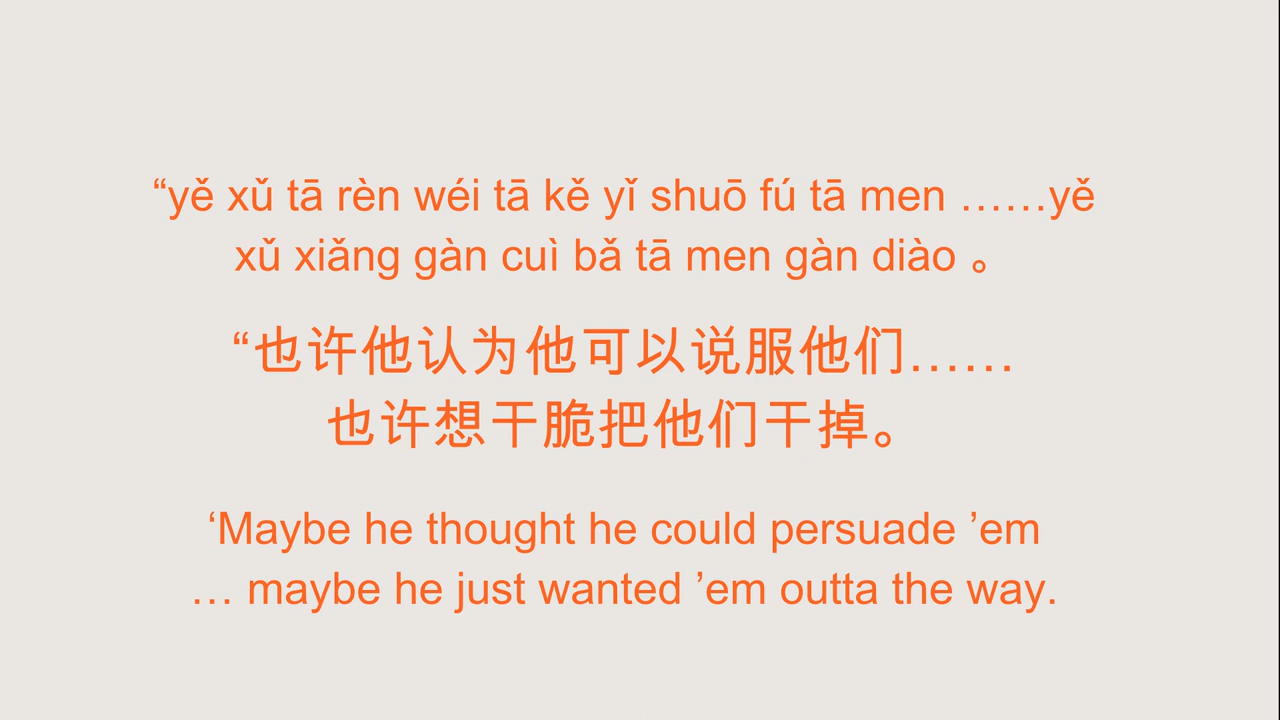 “yě xǔ tā rèn wéi tā kě yǐ shuō fú tā men ……yě
xǔ xiǎng gàn cuì bǎ tā men gàn diào 。
“也许他认为他可以说服他们……
也许想干脆把他们干掉。
‘Maybe he thought he could persuade ’em
… maybe he just wanted ’em outta the way.